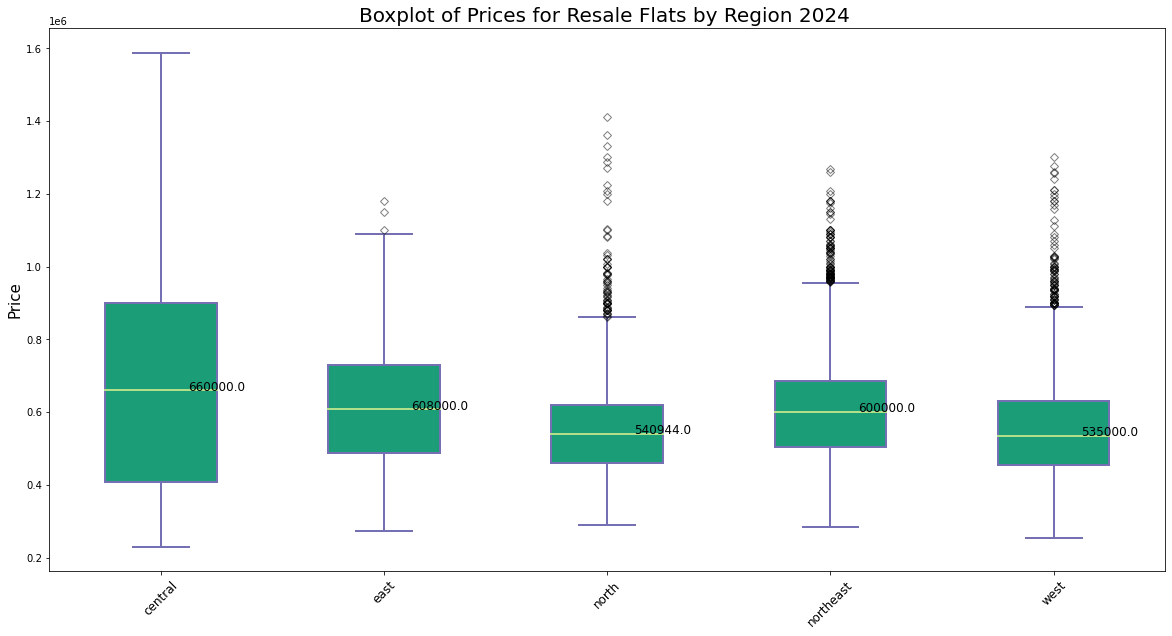 Boxplot of Prices for Resale Flats by Region 2024
1e6
1.6
1.4
1.2
1.0
0.8
0.6
0.4
0.2
Price
660000.0
608000.0
540944.0
600000.0
535000.0
central
east
north
northeast
west